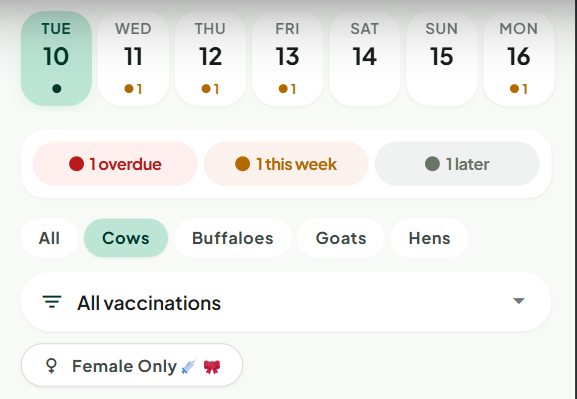 TUE WED THU FRI SAT SUN MON
10 11 12 13 14 15 16
1 1 1 1
1 overdue 1 this week 1 later
All Cows Buffaloes Goats Hens
All vaccinations
♀ Female Only 💉 🎀